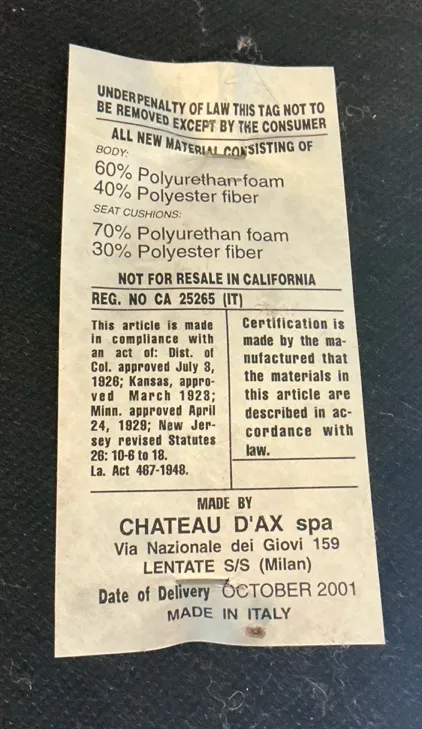 UNDER PENALTY OF LAW THIS TAG NOT TO
BE REMOVED EXCEPT BY THE CONSUMER
ALL NEW MATERIAL CONSISTING OF
BODY:
60% Polyurethan foam
40% Polyester fiber
SEAT CUSHIONS:
70% Polyurethan foam
30% Polyester fiber
NOT FOR RESALE IN CALIFORNIA
REG. NO CA 25265 (IT)
This article is made
in compliance with
an act of: Dist. of
Col. approved July 3,
1926; Kansas, appro-
ved March 1923;
Minn. approved April
24, 1929; New Jer-
sey revised Statutes
26: 10-6 to 18.
La. Act 467-1948.
Certification is
made by the ma-
nufactured that
the materials in
this article are
described in ac-
cordance with
law.
MADE BY
CHATEAU D'AX spa
Via Nazionale dei Giovi 159
LENTATE S/S (Milan)
Date of Delivery OCTOBER 2001
MADE IN ITALY